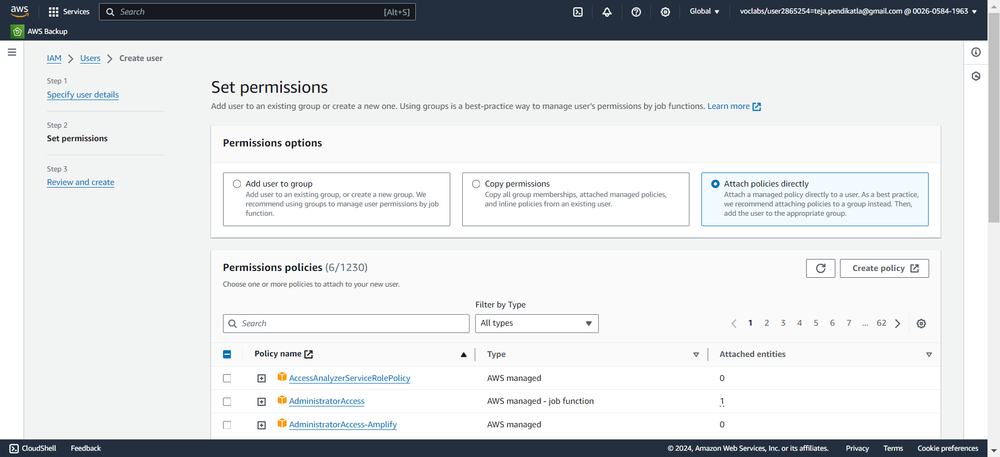 aws
Services
Search
[Alt+S]
Global
voclabs/user2865254=teja.pendikatla@gmail.com @ 0026-0584-1963
AWS Backup
IAM
Users
Create user
Step 1
Specify user details
Step 2
Set permissions
Step 3
Review and create
Set permissions
Add user to an existing group or create a new one. Using groups is a best-practice way to manage user's permissions by job functions. Learn more
Permissions options
Add user to group
Add user to an existing group, or create a new group. We
recommend using groups to manage user permissions by job
function.
Copy permissions
Copy all group memberships, attached managed policies,
and inline policies from an existing user.
Attach policies directly
Attach a managed policy directly to a user. As a best practice,
we recommend attaching policies to a group instead. Then,
add the user to the appropriate group.
Permissions policies (6/1230)
Choose one or more policies to attach to your new user.
Create policy
Filter by Type
Search
All types
1 2 3 4 5 6 7 ... 62
Policy name
Type
Attached entities
AccessAnalyzerServiceRolePolicy
AWS managed
0
AdministratorAccess
AWS managed - job function
1
AdministratorAccess-Amplify
AWS managed
0
CloudShell
Feedback
© 2024, Amazon Web Services, Inc. or its affiliates.
Privacy
Terms
Cookie preferences